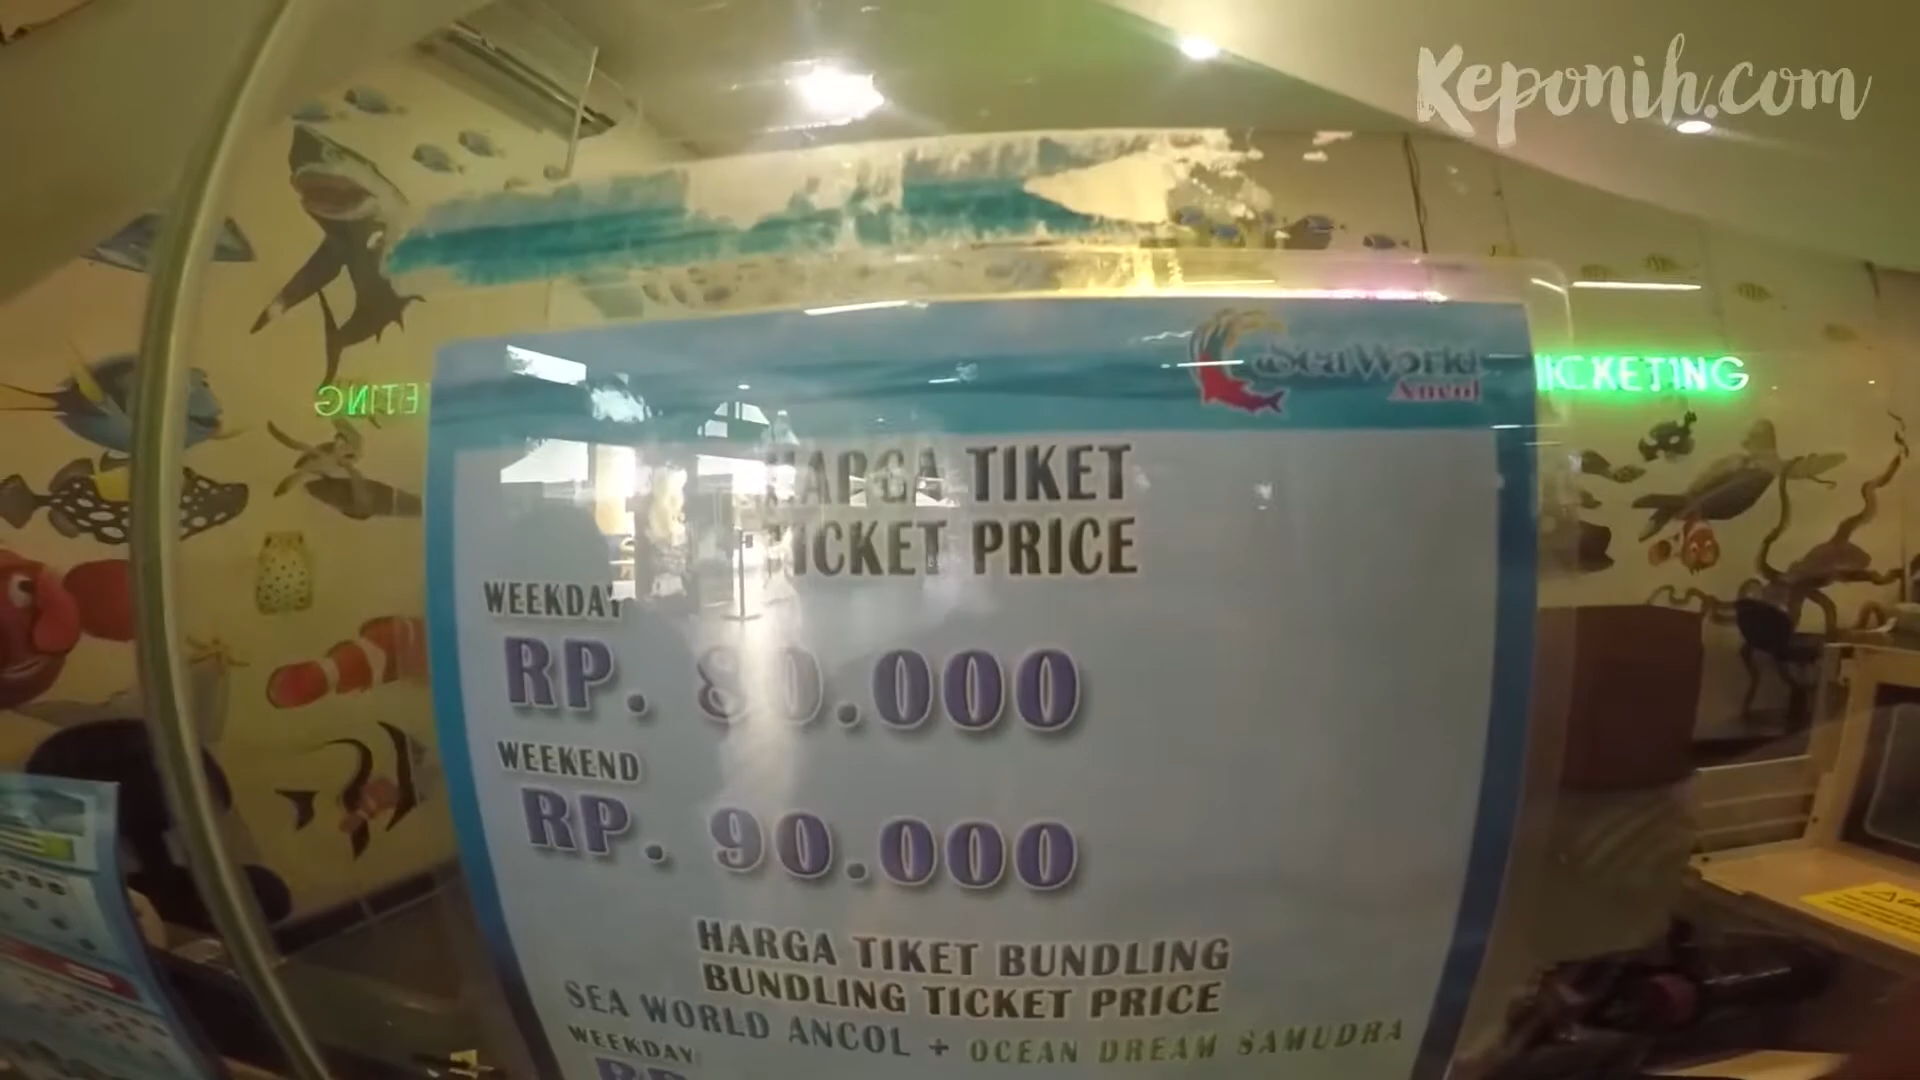 Keponih.com
SeaWorld
Ancol
TICKETING
HARGA TIKET
TICKET PRICE
WEEKDAY
RP. 80.000
WEEKEND
RP. 90.000
HARGA TIKET BUNDLING
BUNDLING TICKET PRICE
SEA WORLD ANCOL + OCEAN DREAM SAMUDRA
WEEKDAY
RP